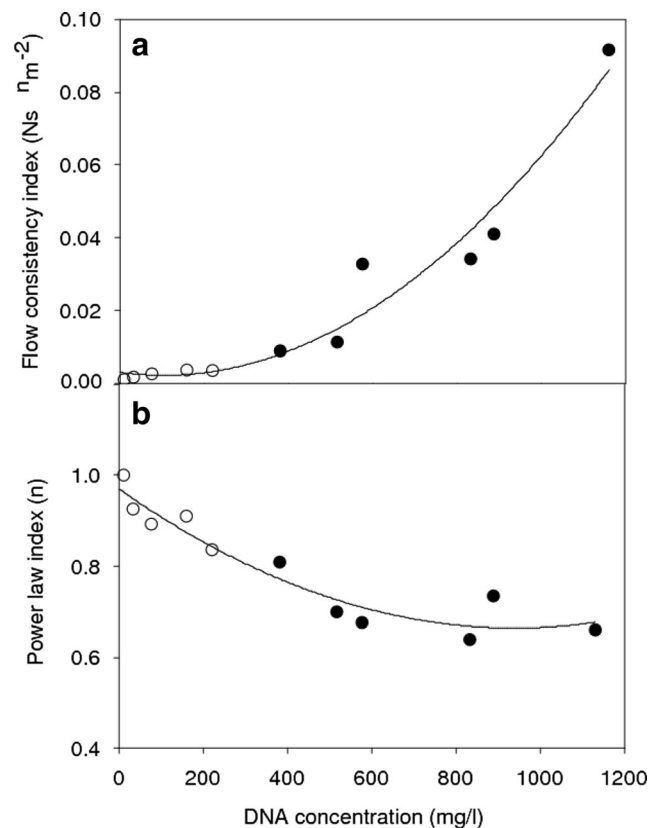 a
Flow consistency index (Ns n m-2)
0.10
0.08
0.06
0.04
0.02
0.00
b
Power law index (n)
1.0
0.8
0.6
0.4
0 200 400 600 800 1000 1200
DNA concentration (mg/l)